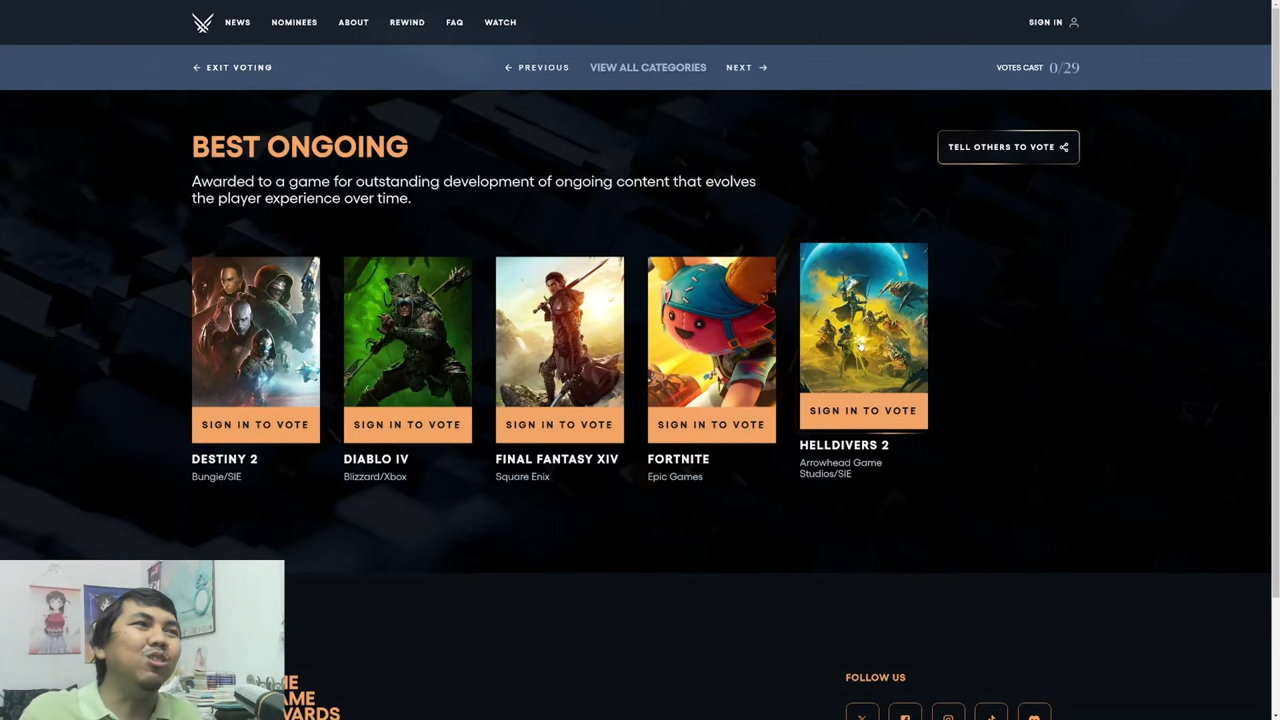 NEWS
NOMINEES
ABOUT
REWIND
FAQ
WATCH
SIGN IN
EXIT VOTING
PREVIOUS
VIEW ALL CATEGORIES
NEXT
VOTES CAST 0/29
BEST ONGOING
TELL OTHERS TO VOTE
Awarded to a game for outstanding development of ongoing content that evolves
the player experience over time.
SIGN IN TO VOTE
DESTINY 2
Bungie/SIE
SIGN IN TO VOTE
DIABLO IV
Blizzard/Xbox
SIGN IN TO VOTE
FINAL FANTASY XIV
Square Enix
SIGN IN TO VOTE
FORTNITE
Epic Games
SIGN IN TO VOTE
HELLDIVERS 2
Arrowhead Game
Studios/SIE
FOLLOW US